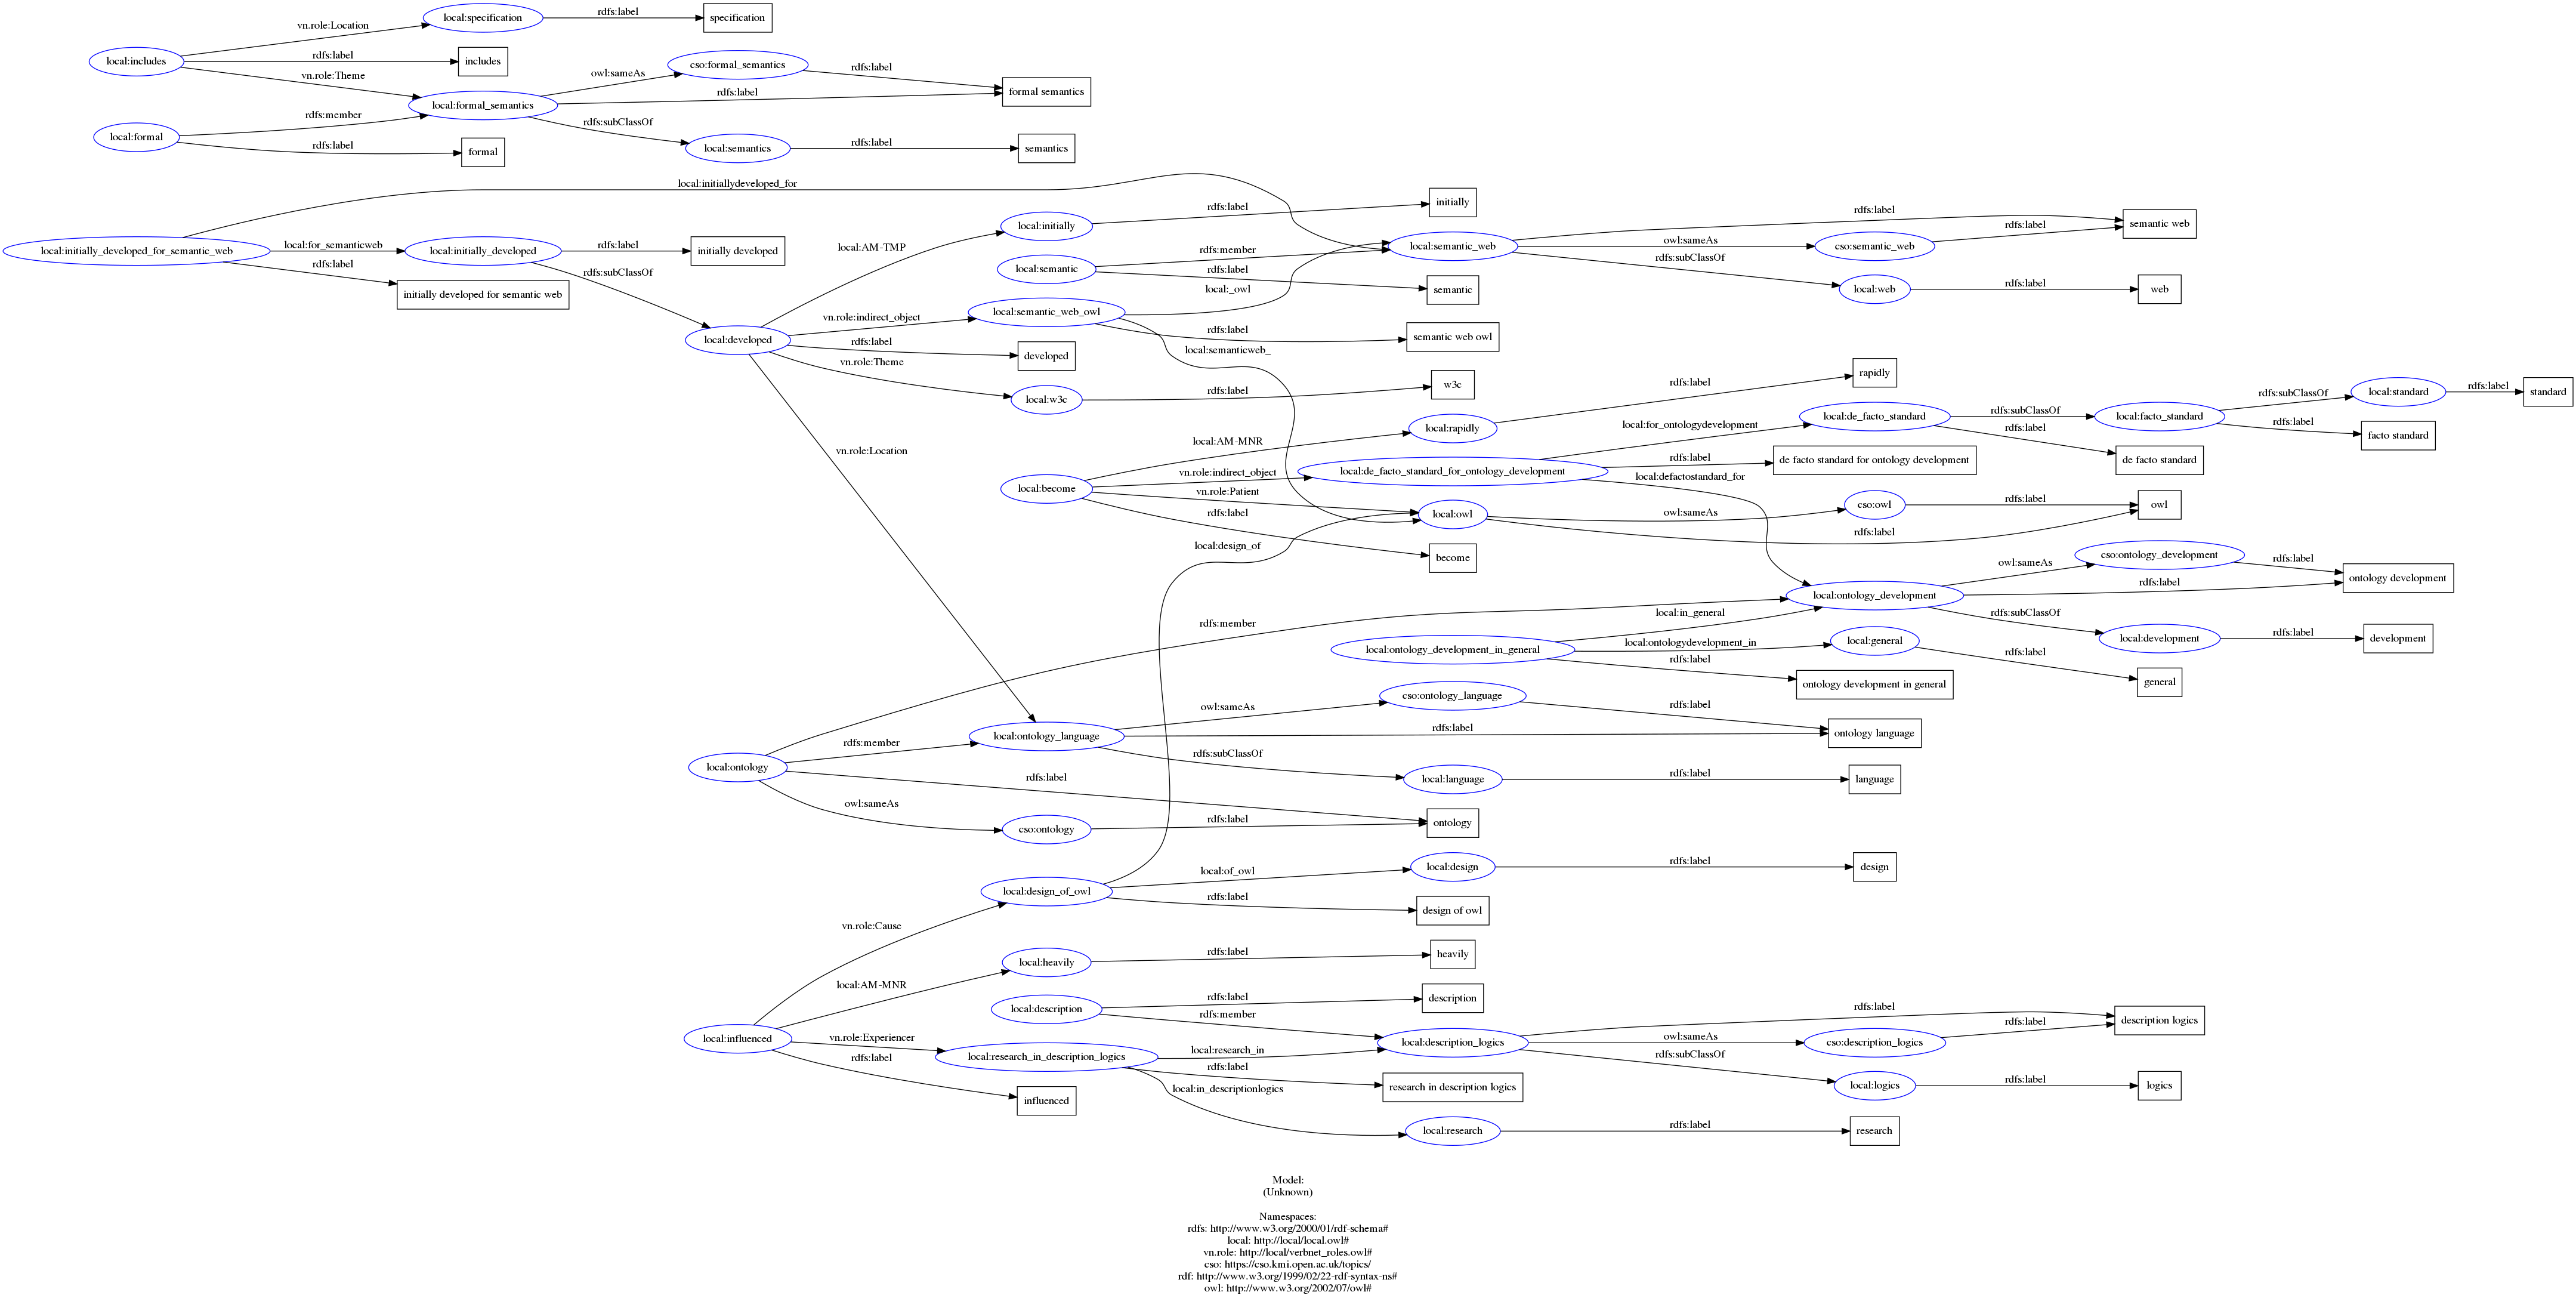 local:specification
rdfs:label
specification
vn.role:Location
local:includes
rdfs:label
includes
vn.role:Theme
owl:sameAs
cso:formal_semantics
rdfs:label
local:formal_semantics
rdfs:label
formal semantics
rdfs:member
local:formal
rdfs:subClassOf
local:semantics
rdfs:label
semantics
rdfs:label
formal
local:initiallydeveloped_for
local:initially_developed_for_semantic_web
local:for_semanticweb
local:initially_developed
rdfs:label
initially developed
rdfs:label
initially developed for semantic web
rdfs:subClassOf
local:AM-TMP
local:initially
rdfs:label
initially
local:semantic
rdfs:member
rdfs:label
semantic
local:semantic_web
rdfs:label
semantic web
owl:sameAs
cso:semantic_web
rdfs:label
rdfs:subClassOf
local:web
rdfs:label
web
local:_owl
vn.role:indirect_object
local:semantic_web_owl
rdfs:label
semantic web owl
local:developed
rdfs:label
developed
local:semanticweb_
vn.role:Theme
local:w3c
rdfs:label
w3c
vn.role:Location
rdfs:label
rapidly
local:AM-MNR
local:rapidly
local:for_ontologydevelopment
local:de_facto_standard
rdfs:subClassOf
local:facto_standard
rdfs:subClassOf
local:standard
rdfs:label
standard
rdfs:label
facto standard
rdfs:label
de facto standard
local:become
vn.role:indirect_object
local:de_facto_standard_for_ontology_development
rdfs:label
de facto standard for ontology development
local:defactostandard_for
vn.role:Patient
local:owl
owl:sameAs
cso:owl
rdfs:label
owl
rdfs:label
rdfs:label
become
local:design_of
cso:ontology_development
rdfs:label
ontology development
owl:sameAs
local:ontology_development
rdfs:label
rdfs:subClassOf
local:development
rdfs:label
development
rdfs:member
local:in_general
local:ontology_development_in_general
local:ontologydevelopment_in
local:general
rdfs:label
general
rdfs:label
ontology development in general
owl:sameAs
cso:ontology_language
rdfs:label
local:ontology_language
rdfs:label
ontology language
rdfs:member
local:ontology
rdfs:subClassOf
local:language
rdfs:label
language
rdfs:label
ontology
owl:sameAs
cso:ontology
rdfs:label
local:design_of_owl
local:of_owl
local:design
rdfs:label
design
rdfs:label
design of owl
vn.role:Cause
local:heavily
rdfs:label
heavily
local:AM-MNR
local:description
rdfs:label
description
rdfs:member
local:influenced
vn.role:Experiencer
local:research_in_description_logics
local:research_in
local:description_logics
rdfs:label
description logics
owl:sameAs
cso:description_logics
rdfs:label
rdfs:subClassOf
local:logics
rdfs:label
logics
rdfs:label
research in description logics
local:in_descriptionlogics
rdfs:label
influenced
local:research
rdfs:label
research
Model:
(Unknown)
Namespaces:
rdfs: http://www.w3.org/2000/01/rdf-schema#
local: http://local/local.owl#
vn.role: http://local/verbnet_roles.owl#
cso: https://cso.kmi.open.ac.uk/topics/
rdf: http://www.w3.org/1999/02/22-rdf-syntax-ns#
owl: http://www.w3.org/2002/07/owl#